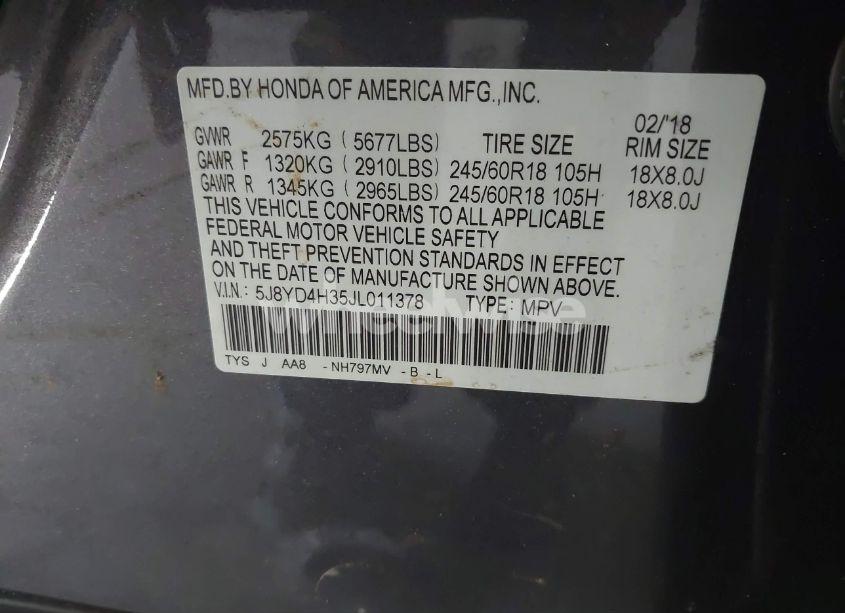 MFD.BY HONDA OF AMERICA MFG.,INC.
02/'18
GVWR 2575KG ( 5677LBS) TIRE SIZE RIM SIZE
GAWR F 1320KG ( 2910LBS) 245/60R18 105H 18X8.0J
GAWR R 1345KG ( 2965LBS) 245/60R18 105H 18X8.0J
THIS VEHICLE CONFORMS TO ALL APPLICABLE
FEDERAL MOTOR VEHICLE SAFETY
AND THEFT PREVENTION STANDARDS IN EFFECT
ON THE DATE OF MANUFACTURE SHOWN ABOVE.
V.I.N.: 5J8YD4H35JL011378 TYPE: MPV
Wheelwise
TYS J AA8 - NH797MV - B - L